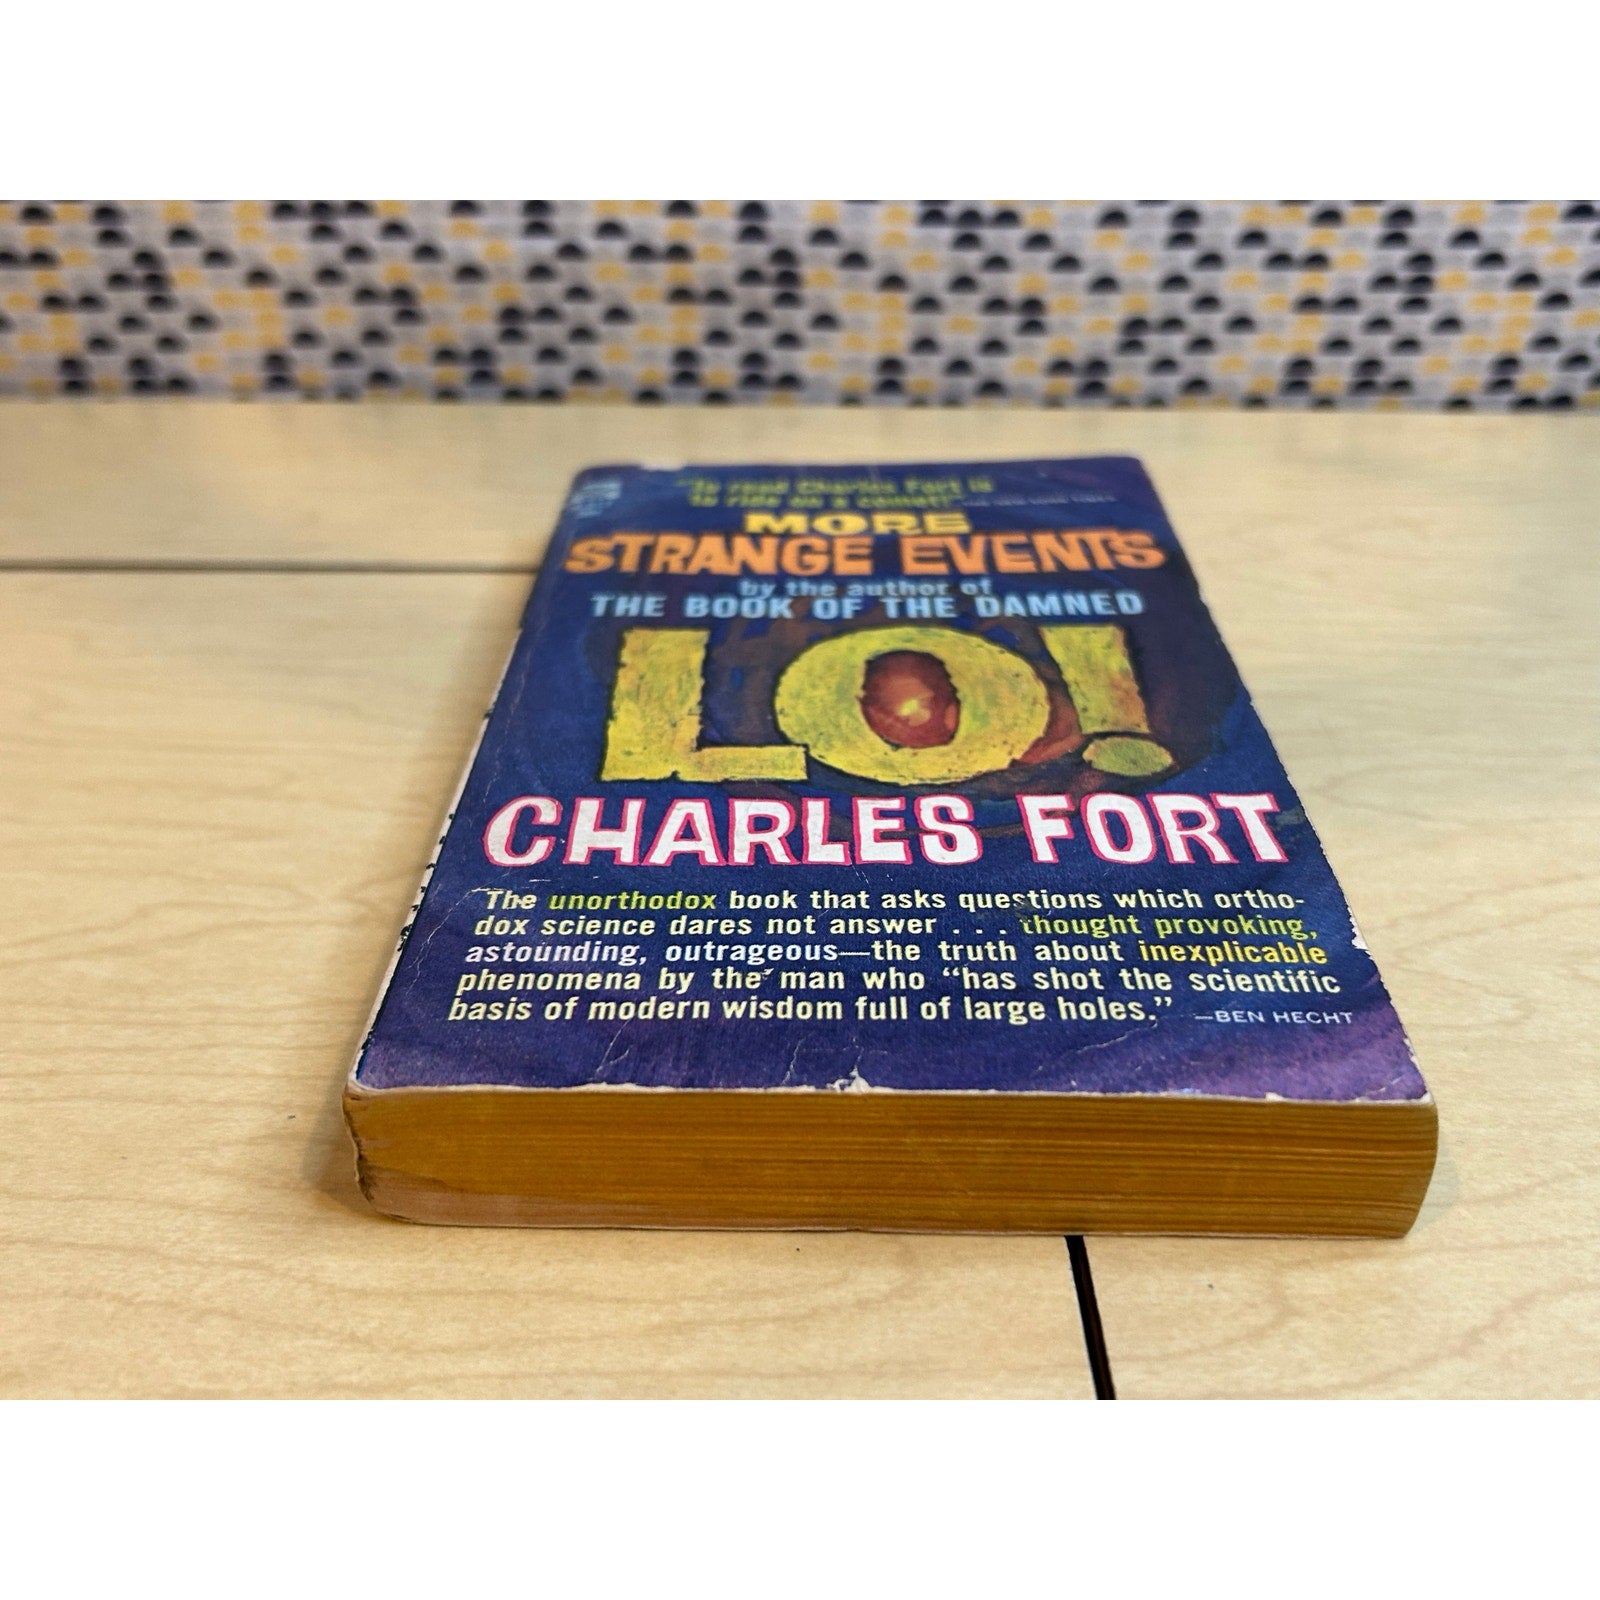 "To read Charles Fort is
to ride on a comet!"
MORE
STRANGE EVENTS
by the author of
THE BOOK OF THE DAMNED
LO!
CHARLES FORT
The unorthodox book that asks questions which ortho-
dox science dares not answer . . . thought provoking,
astounding, outrageous—the truth about inexplicable
phenomena by the man who "has shot the scientific
basis of modern wisdom full of large holes." —BEN HECHT